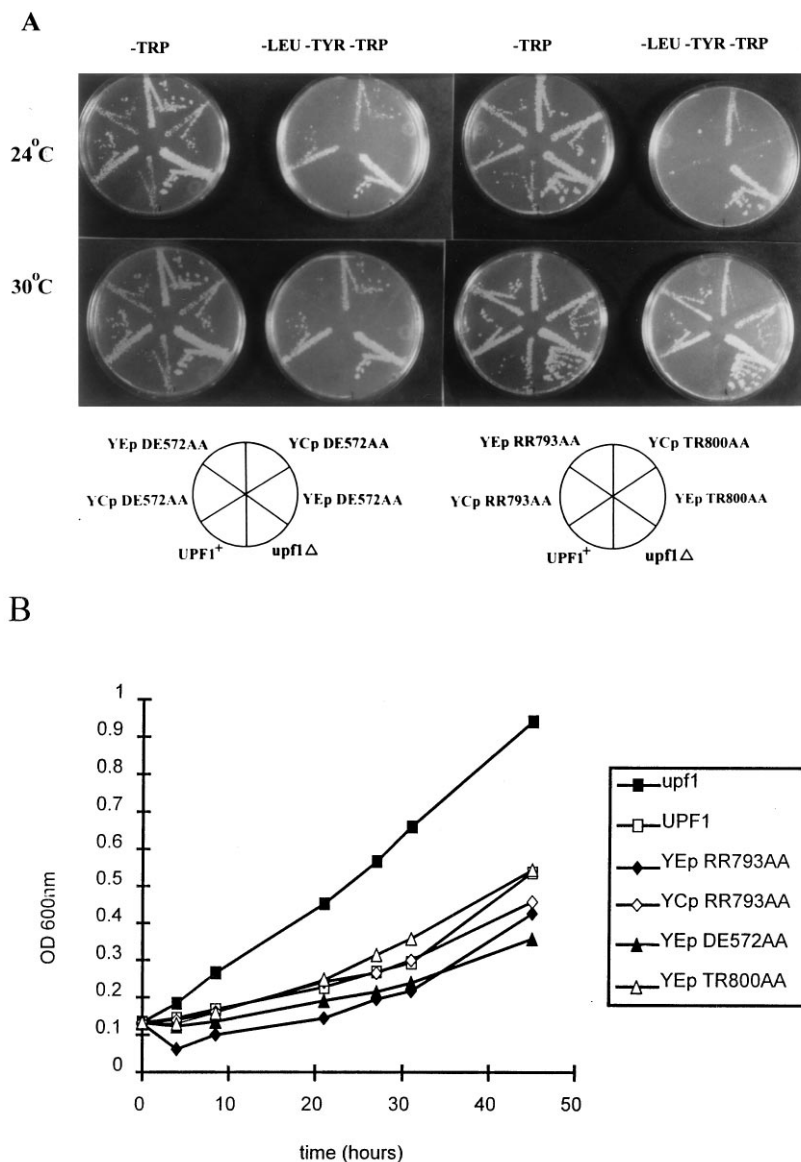 A
-TRP -LEU -TYR -TRP -TRP -LEU -TYR -TRP
24°C
30°C
YEp DE572AA YCp DE572AA YEp RR793AA YCp TR800AA
YCp DE572AA YEp DE572AA YCp RR793AA YEp TR800AA
UPF1+ upf1△ UPF1+ upf1△
B
1
0.9
0.8
0.7
0.6
0.5
0.4
0.3
0.2
0.1
0
OD 600nm
0 10 20 30 40 50
time (hours)
upf1
UPF1
YEp RR793AA
YCp RR793AA
YEp DE572AA
YEp TR800AA